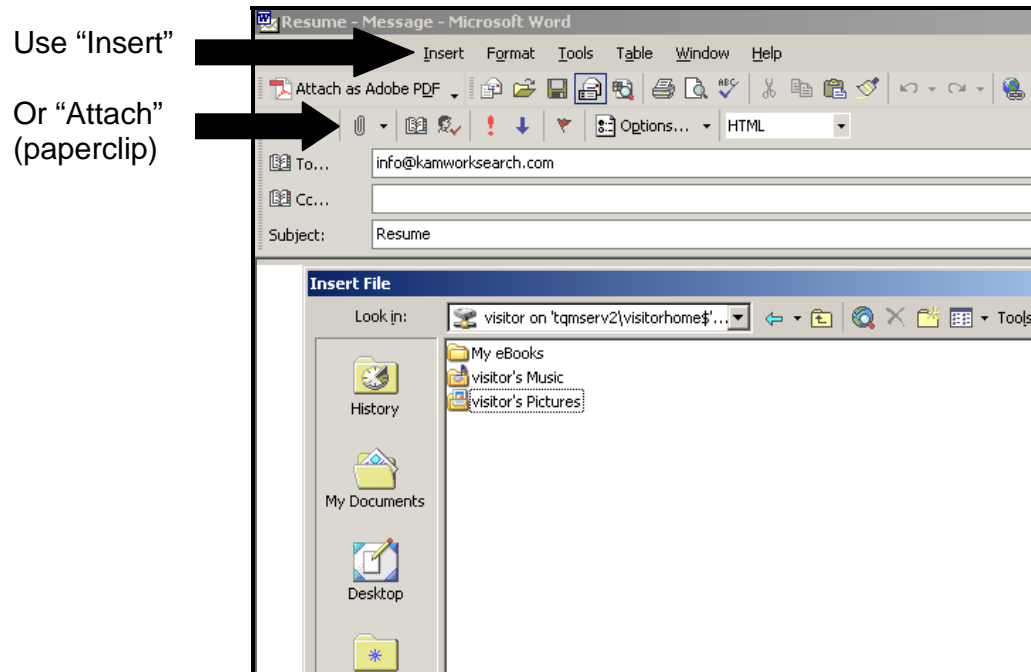 Use “Insert”
Or “Attach”
(paperclip)
Resume - Message - Microsoft Word
Insert Format Tools Table Window Help
Attach as Adobe PDF
ABC
Options... HTML
To... info@kamworksearch.com
Cc...
Subject: Resume
Insert File
Look in: visitor on 'tqmserv2\visitorhome$'... Tools
My eBooks
visitor's Music
visitor's Pictures
History
My Documents
Desktop